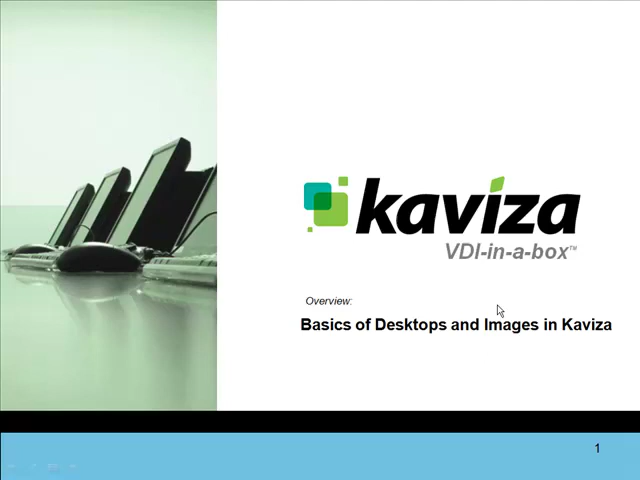 kaviza
VDI-in-a-box™
Overview:
Basics of Desktops and Images in Kaviza
1